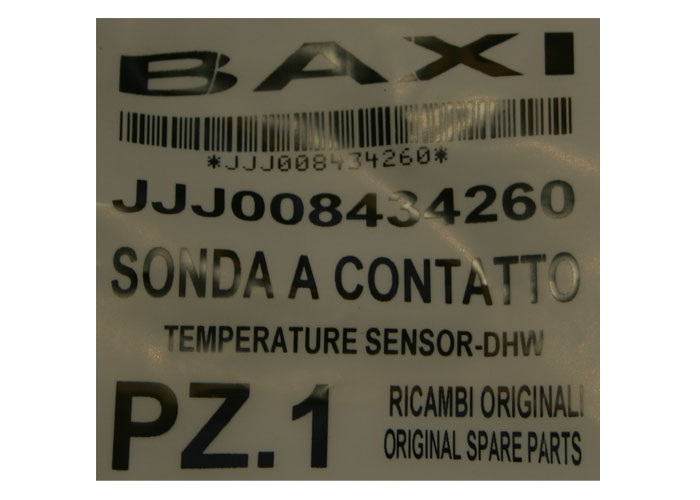 BAXI
*JJJ008434260*
JJJ008434260
SONDA A CONTATTO
TEMPERATURE SENSOR-DHW
PZ.1
RICAMBI ORIGINALI
ORIGINAL SPARE PARTS